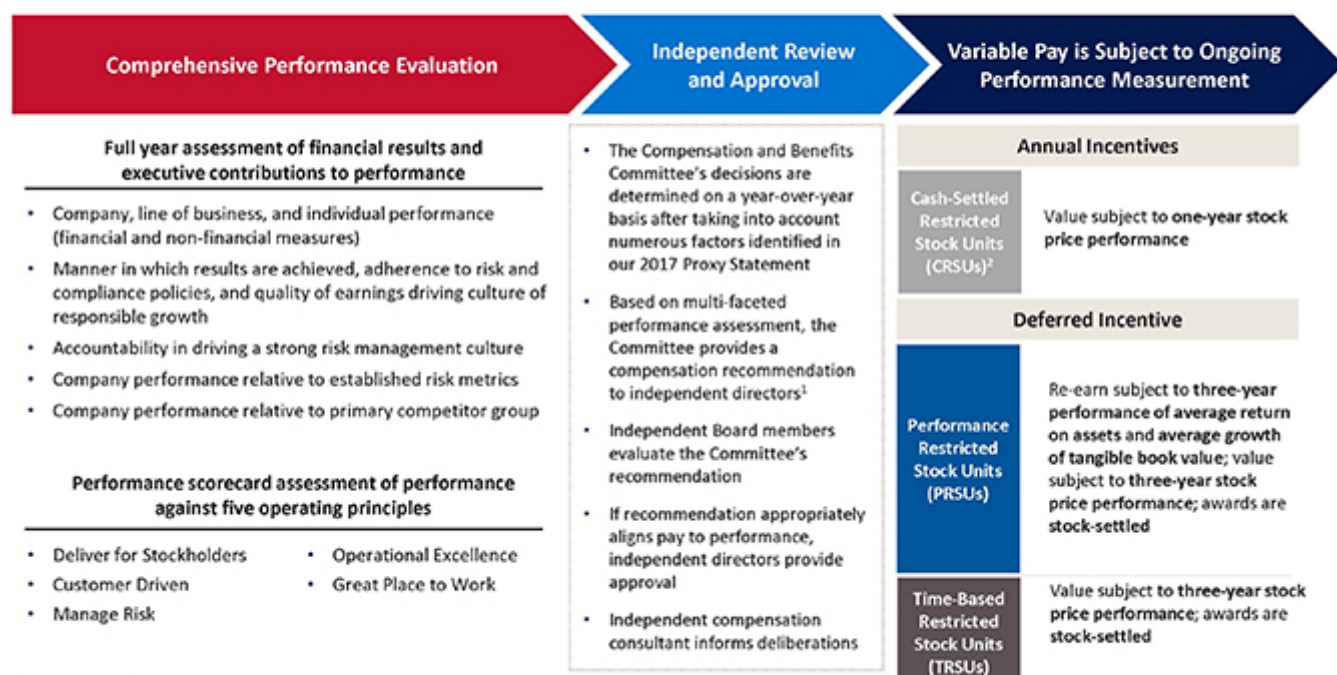 Comprehensive Performance Evaluation
Independent Review
and Approval
Variable Pay is Subject to Ongoing
Performance Measurement
Full year assessment of financial results and
executive contributions to performance
• Company, line of business, and individual performance
(financial and non-financial measures)
• Manner in which results are achieved, adherence to risk and
compliance policies, and quality of earnings driving culture of
responsible growth
• Accountability in driving a strong risk management culture
• Company performance relative to established risk metrics
• Company performance relative to primary competitor group
Performance scorecard assessment of performance
against five operating principles
• Deliver for Stockholders
• Customer Driven
• Manage Risk
• Operational Excellence
• Great Place to Work
• The Compensation and Benefits
Committee's decisions are
determined on a year-over-year
basis after taking into account
numerous factors identified in
our 2017 Proxy Statement
• Based on multi-faceted
performance assessment, the
Committee provides a
compensation recommendation
to independent directors¹
• Independent Board members
evaluate the Committee's
recommendation
• If recommendation appropriately
aligns pay to performance,
independent directors provide
approval
• Independent compensation
consultant informs deliberations
Annual Incentives
Cash-Settled
Restricted
Stock Units
(CRSUs)²
Value subject to one-year stock
price performance
Deferred Incentive
Performance
Restricted
Stock Units
(PRSUs)
Re-earn subject to three-year
performance of average return
on assets and average growth
of tangible book value; value
subject to three-year stock
price performance; awards are
stock-settled
Time-Based
Restricted
Stock Units
(TRSUs)
Value subject to three-year stock
price performance; awards are
stock-settled